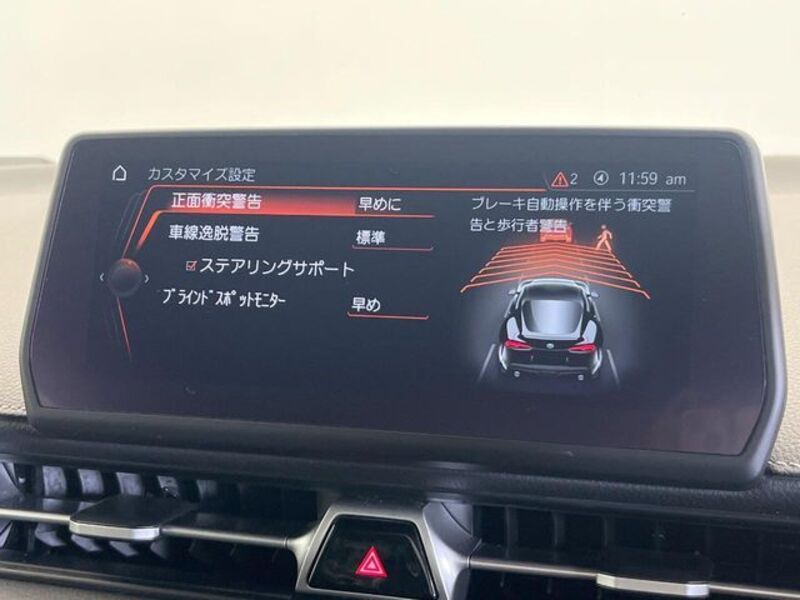 カスタマイズ設定
2 11:59 am
正面衝突警告 早めに
車線逸脱警告 標準
ステアリングサポート
ブラインドスポットモニター 早め
ブレーキ自動操作を伴う衝突警
告と歩行者警告